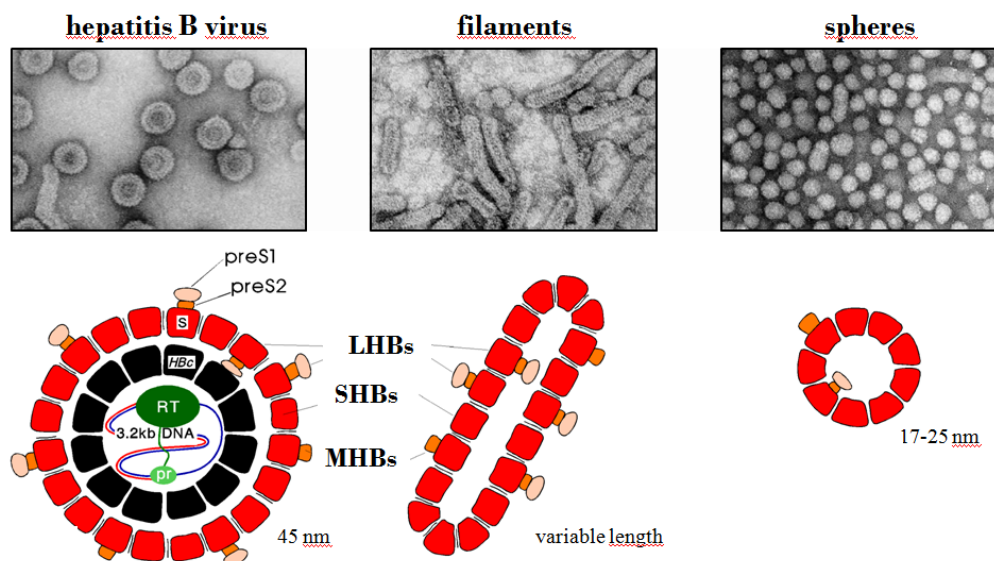 hepatitis B virus
filaments
spheres
preS1
preS2
S
HBc
RT
3.2kb DNA
pr
LHBs
SHBs
MHBs
45 nm
variable length
17-25 nm